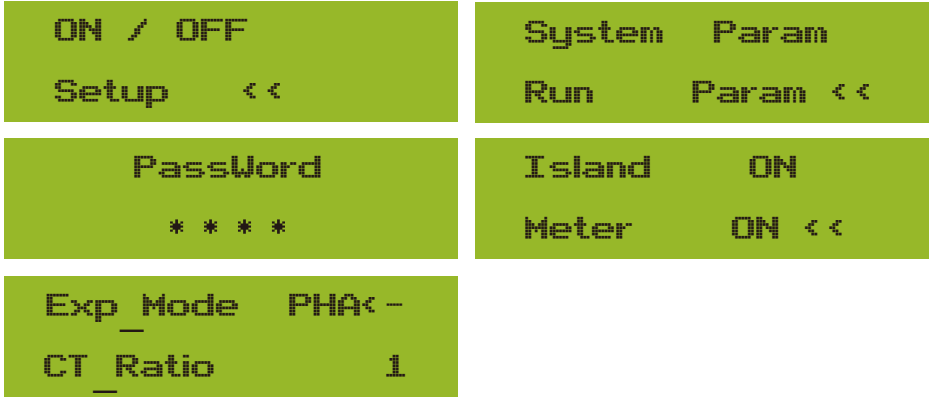 ON / OFF
Setup <<
System Param
Run Param <<
PassWord
* * * *
Island ON
Meter ON <<
Exp_Mode PHA<-
CT_Ratio 1